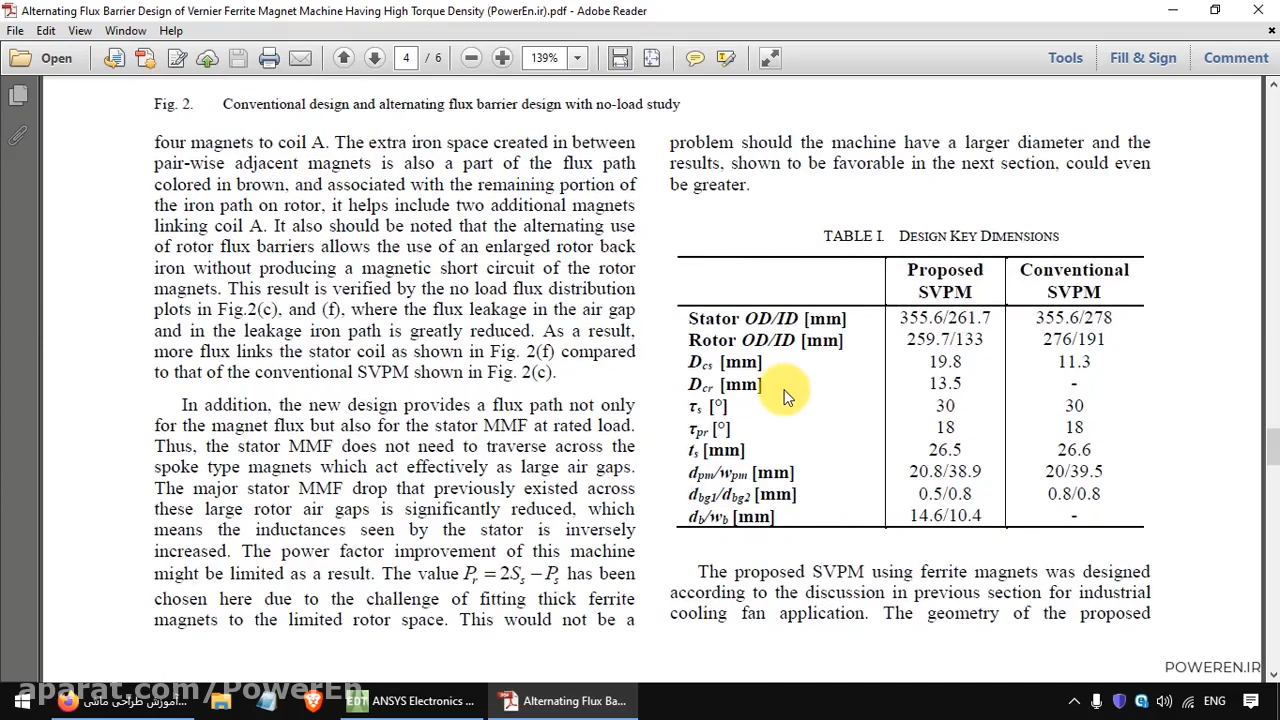 Alternating Flux Barrier Design of Vernier Ferrite Magnet Machine Having High Torque Density (PowerEn.ir).pdf - Adobe Reader
File Edit View Window Help
Open 4 / 6 139% Tools Fill & Sign Comment
Fig. 2. Conventional design and alternating flux barrier design with no-load study
four magnets to coil A. The extra iron space created in between
pair-wise adjacent magnets is also a part of the flux path
colored in brown, and associated with the remaining portion of
the iron path on rotor, it helps include two additional magnets
linking coil A. It also should be noted that the alternating use
of rotor flux barriers allows the use of an enlarged rotor back
iron without producing a magnetic short circuit of the rotor
magnets. This result is verified by the no load flux distribution
plots in Fig.2(c), and (f), where the flux leakage in the air gap
and in the leakage iron path is greatly reduced. As a result,
more flux links the stator coil as shown in Fig. 2(f) compared
to that of the conventional SVPM shown in Fig. 2(c).
In addition, the new design provides a flux path not only
for the magnet flux but also for the stator MMF at rated load.
Thus, the stator MMF does not need to traverse across the
spoke type magnets which act effectively as large air gaps.
The major stator MMF drop that previously existed across
these large rotor air gaps is significantly reduced, which
means the inductances seen by the stator is inversely
increased. The power factor improvement of this machine
might be limited as a result. The value Pr = 2Ss − Ps has been
chosen here due to the challenge of fitting thick ferrite
magnets to the limited rotor space. This would not be a
problem should the machine have a larger diameter and the
results, shown to be favorable in the next section, could even
be greater.
TABLE I. DESIGN KEY DIMENSIONS
Proposed SVPM Conventional SVPM
Stator OD/ID [mm] 355.6/261.7 355.6/278
Rotor OD/ID [mm] 259.7/133 276/191
Dcs [mm] 19.8 11.3
Dcr [mm] 13.5 -
τs [°] 30 30
τpr [°] 18 18
ts [mm] 26.5 26.6
dpm/wpm [mm] 20.8/38.9 20/39.5
dbg1/dbg2 [mm] 0.5/0.8 0.8/0.8
db/wb [mm] 14.6/10.4 -
The proposed SVPM using ferrite magnets was designed
according to the discussion in previous section for industrial
cooling fan application. The geometry of the proposed
POWEREN.IR
aparat.com/PowerEn
آموزش طراحی ماشی... EDT ANSYS Electronics ... Alternating Flux Ba... ENG